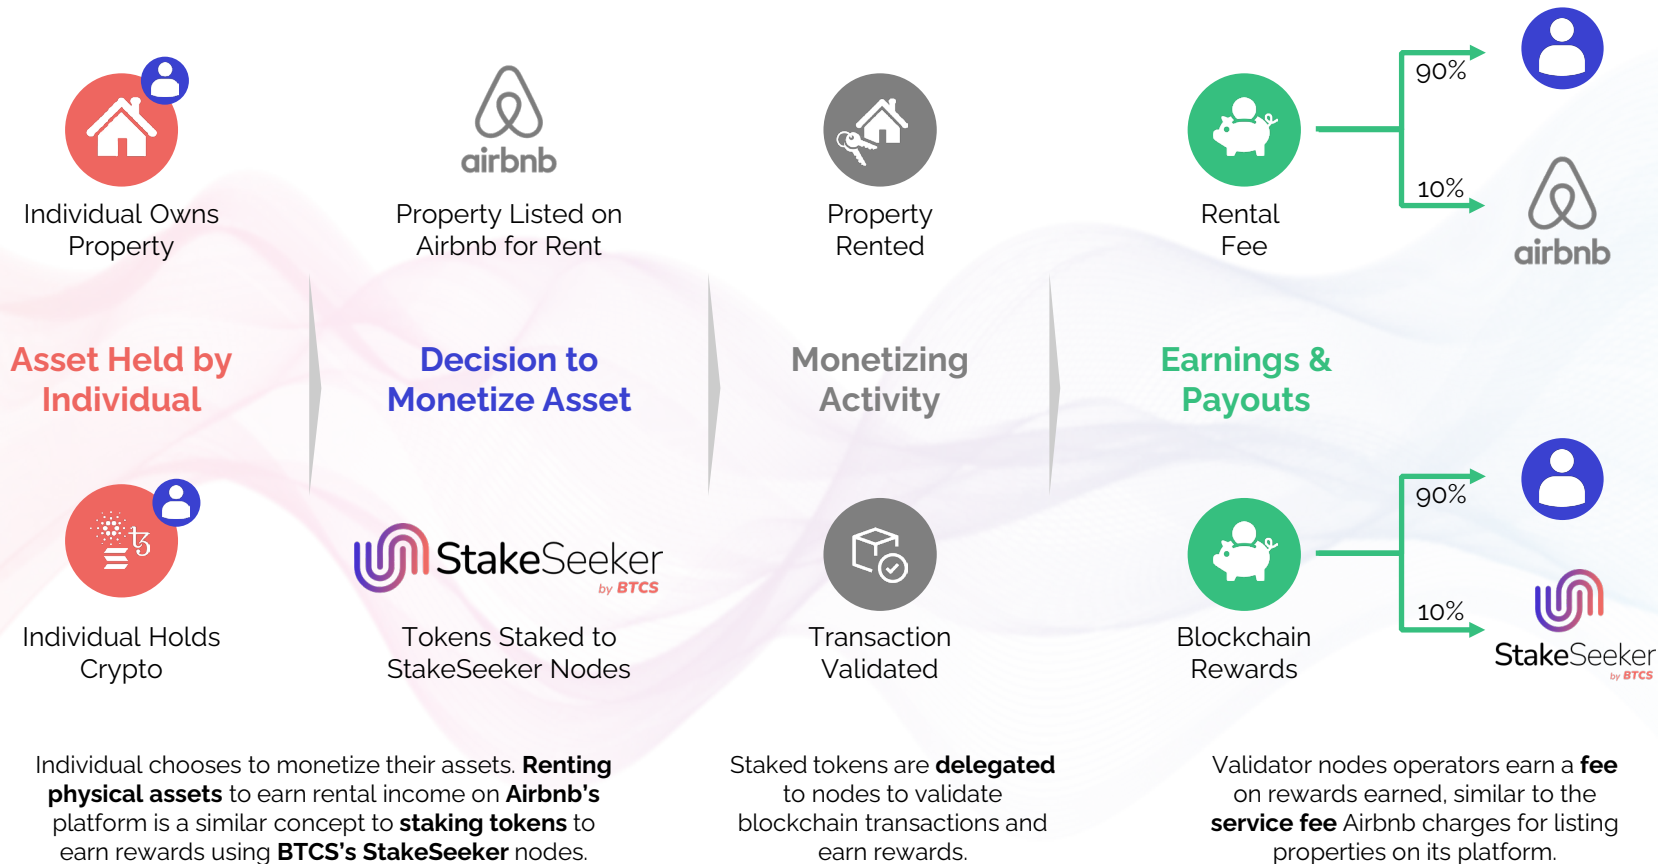 airbnb
Individual Owns
Property
Property Listed on
Airbnb for Rent
Property
Rented
Rental
Fee
90%
10%
airbnb
Asset Held by
Individual
Decision to
Monetize Asset
Monetizing
Activity
Earnings &
Payouts
StakeSeeker
by BTCS
Individual Holds
Crypto
Tokens Staked to
StakeSeeker Nodes
Transaction
Validated
Blockchain
Rewards
90%
10%
StakeSeeker
by BTCS
Individual chooses to monetize their assets. Renting
physical assets to earn rental income on Airbnb’s
platform is a similar concept to staking tokens to
earn rewards using BTCS’s StakeSeeker nodes.
Staked tokens are delegated
to nodes to validate
blockchain transactions and
earn rewards.
Validator nodes operators earn a fee
on rewards earned, similar to the
service fee Airbnb charges for listing
properties on its platform.